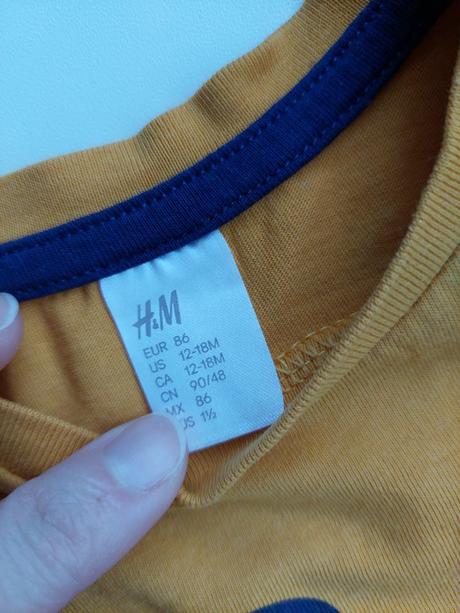 H&M
EUR 86
US 12-18M
CA 12-18M
CN 90/48
MX 86
US 1½